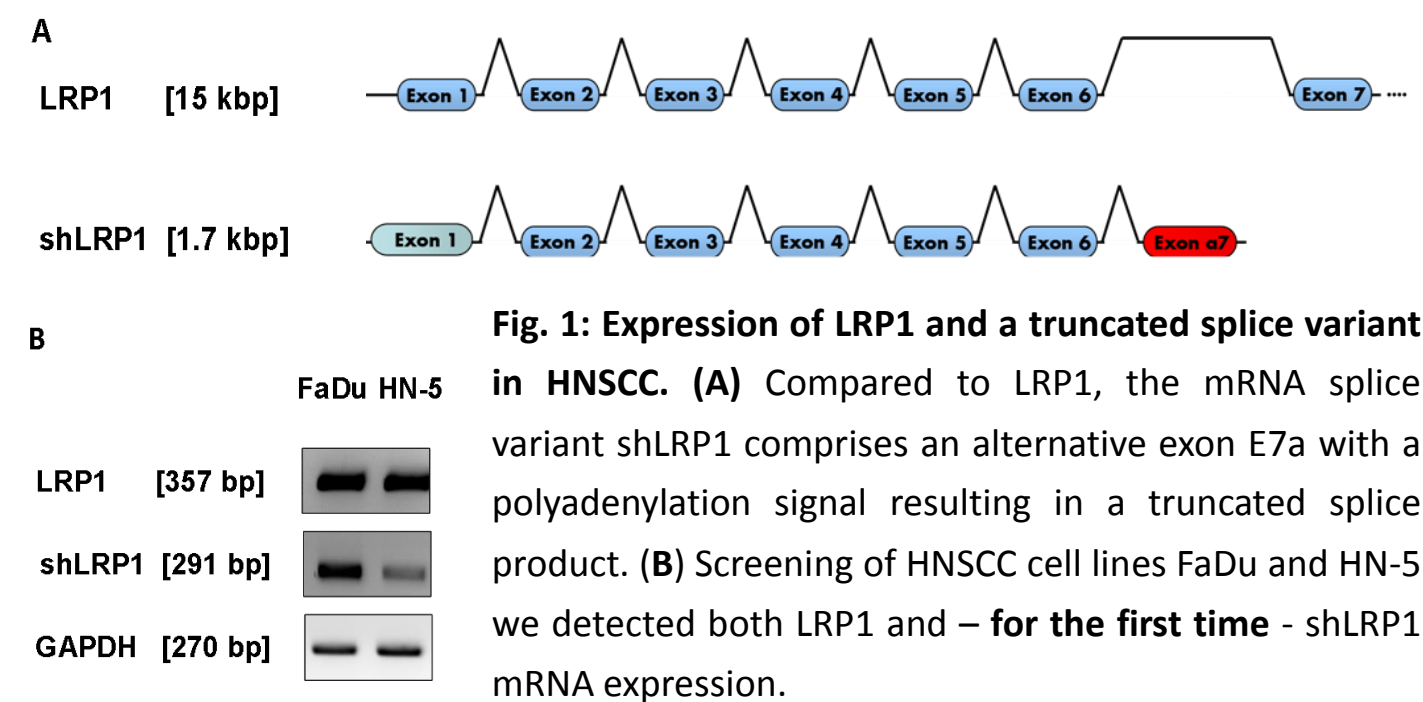 A
LRP1 [15 kbp] Exon 1 Exon 2 Exon 3 Exon 4 Exon 5 Exon 6 Exon 7 ....
shLRP1 [1.7 kbp] Exon 1 Exon 2 Exon 3 Exon 4 Exon 5 Exon 6 Exon α7
B
FaDu HN-5
LRP1 [357 bp]
shLRP1 [291 bp]
GAPDH [270 bp]
Fig. 1: Expression of LRP1 and a truncated splice variant
in HNSCC. (A) Compared to LRP1, the mRNA splice
variant shLRP1 comprises an alternative exon E7a with a
polyadenylation signal resulting in a truncated splice
product. (B) Screening of HNSCC cell lines FaDu and HN-5
we detected both LRP1 and – for the first time - shLRP1
mRNA expression.